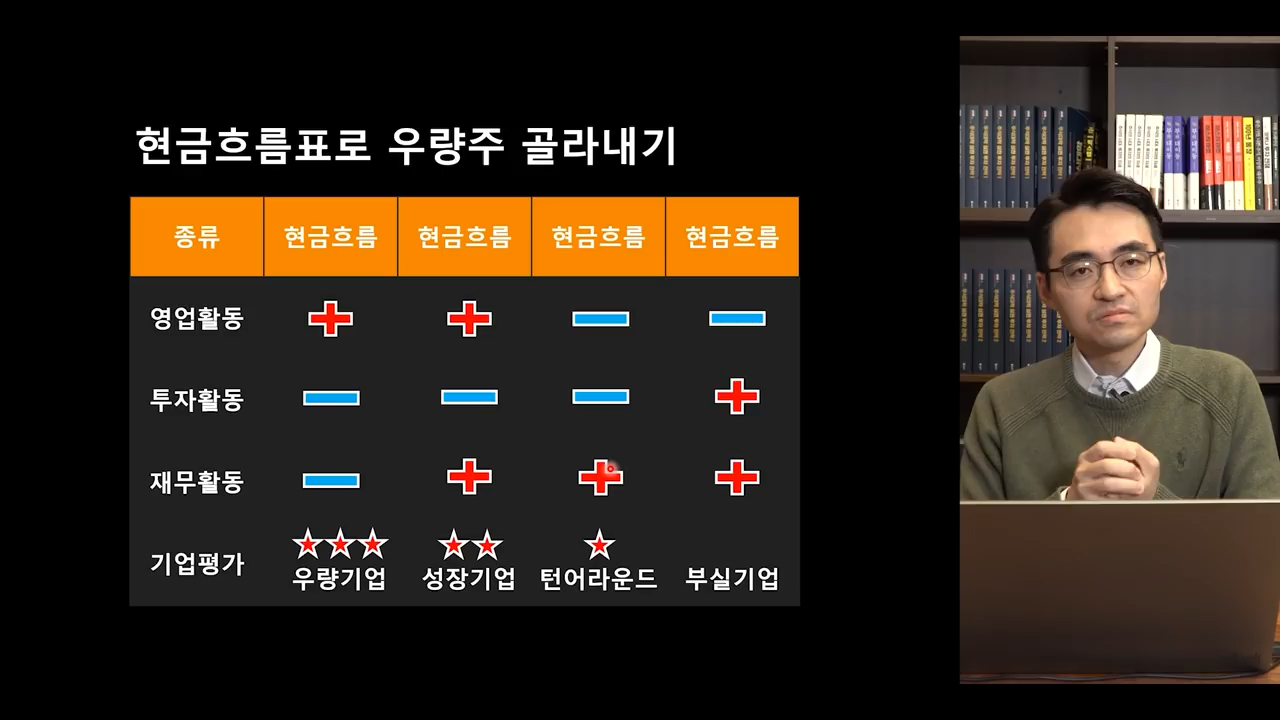 현금흐름표로 우량주 골라내기
종류 현금흐름 현금흐름 현금흐름 현금흐름
영업활동 + + - -
투자활동 - - - +
재무활동 - + + +
기업평가 ★★★ ★★ ★
우량기업 성장기업 턴어라운드 부실기업